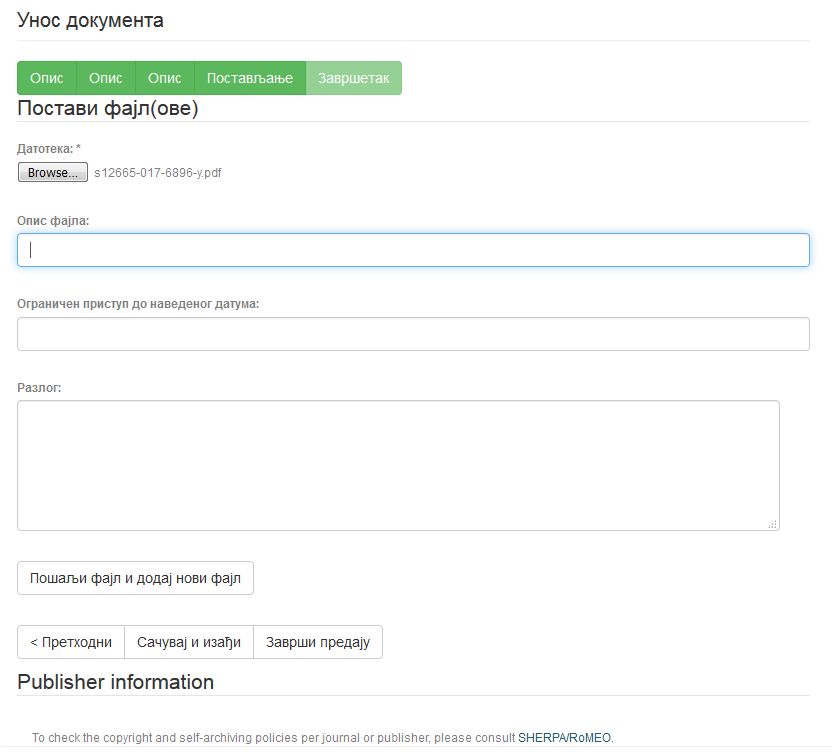 Унос документа
Опис Опис Опис Постављање Завршетак
Постави фајл(ове)
Датотека: *
Browse... s12665-017-6896-y.pdf
Опис фајла:
Ограничен приступ до наведеног датума:
Разлог:
Пошаљи фајл и додај нови фајл
< Претходни Сачувај и изађи Заврши предају
Publisher information
To check the copyright and self-archiving policies per journal or publisher, please consult SHERPA/RoMEO.